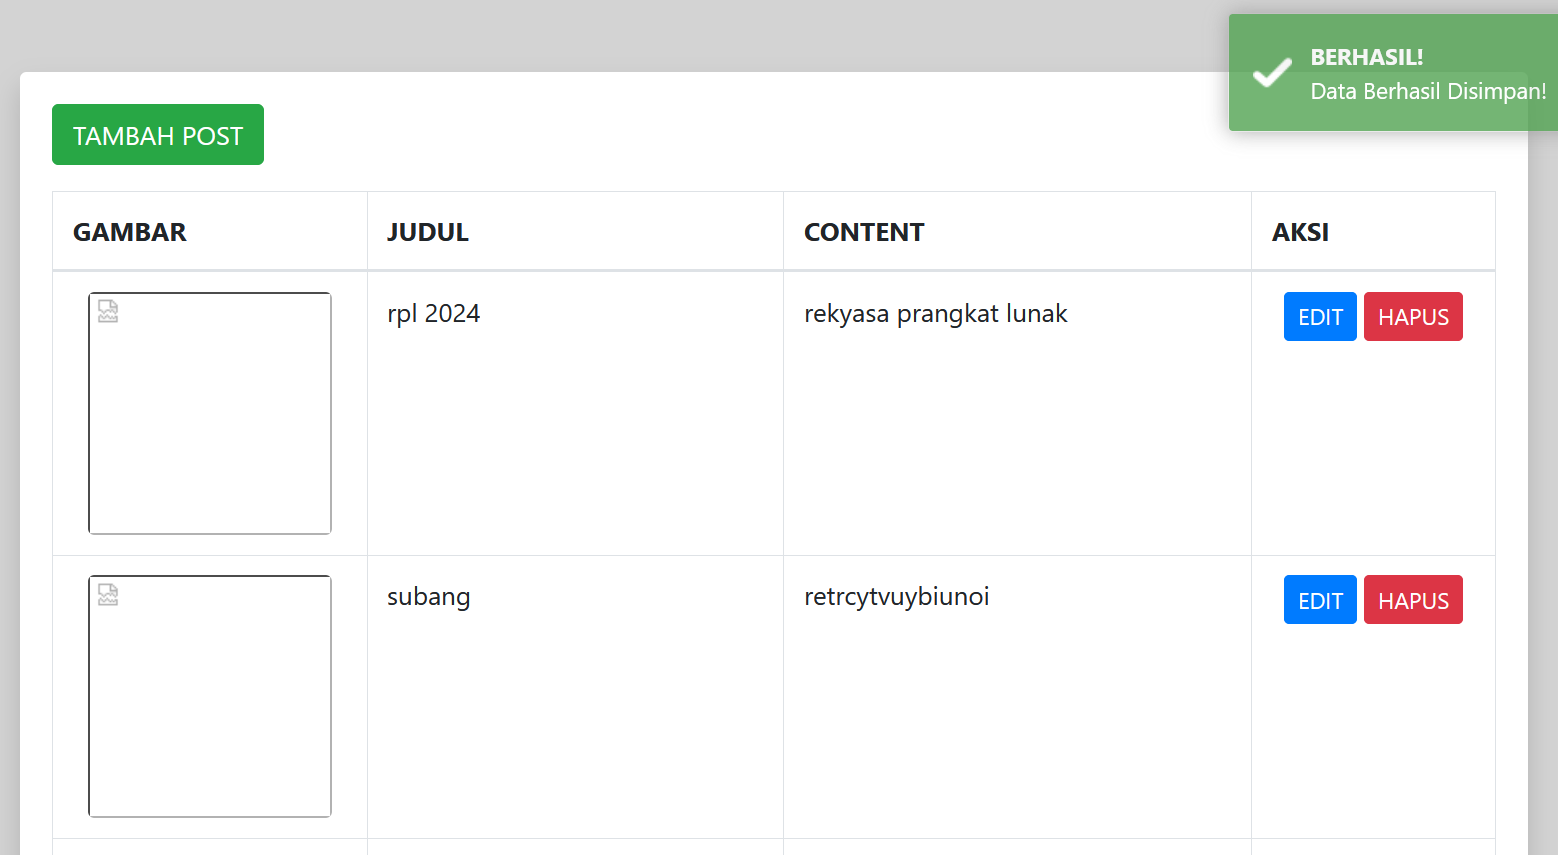 BERHASIL!
Data Berhasil Disimpan!
TAMBAH POST
GAMBAR JUDUL CONTENT AKSI
rpl 2024 rekyasa prangkat lunak EDIT HAPUS
subang retrcytvuybiunoi EDIT HAPUS